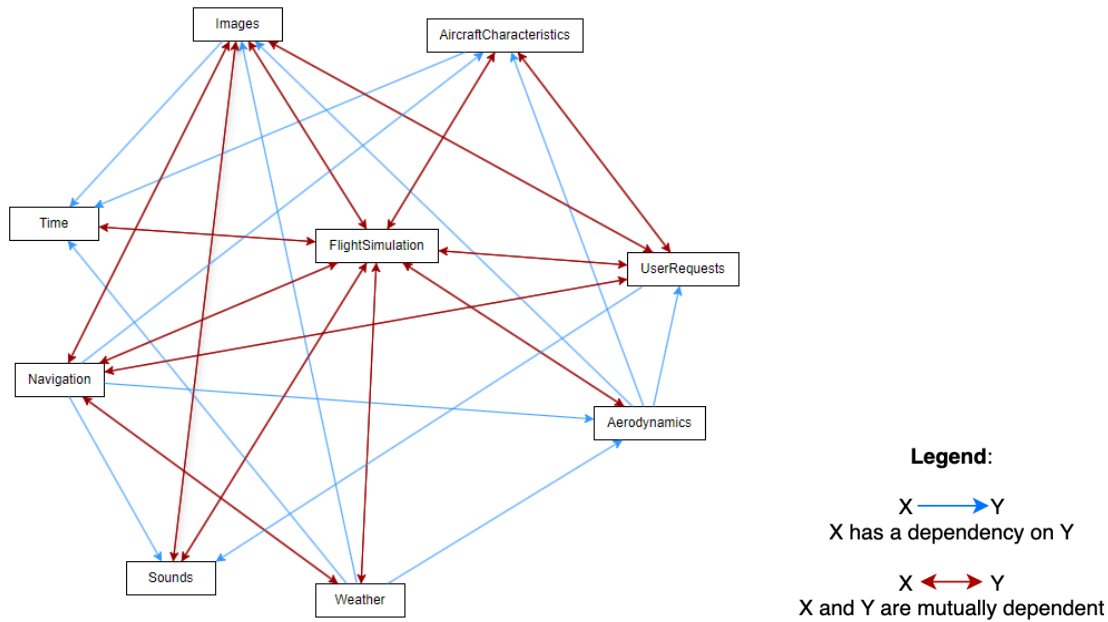 Images
AircraftCharacteristics
Time
FlightSimulation
UserRequests
Navigation
Aerodynamics
Sounds
Weather
Legend:
X Y
X has a dependency on Y
X Y
X and Y are mutually dependent